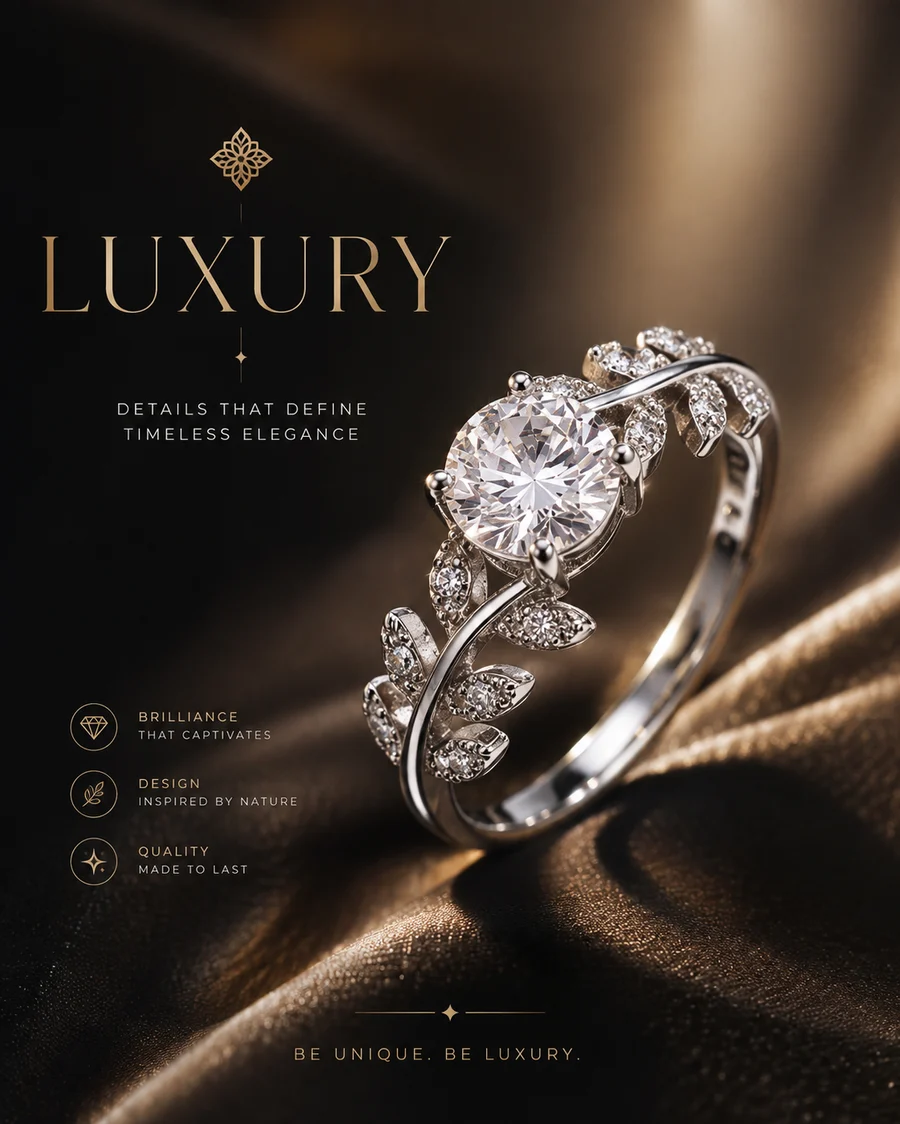 LUXURY
DETAILS THAT DEFINE
TIMELESS ELEGANCE
BRILLIANCE
THAT CAPTIVATES
DESIGN
INSPIRED BY NATURE
QUALITY
MADE TO LAST
BE UNIQUE. BE LUXURY.